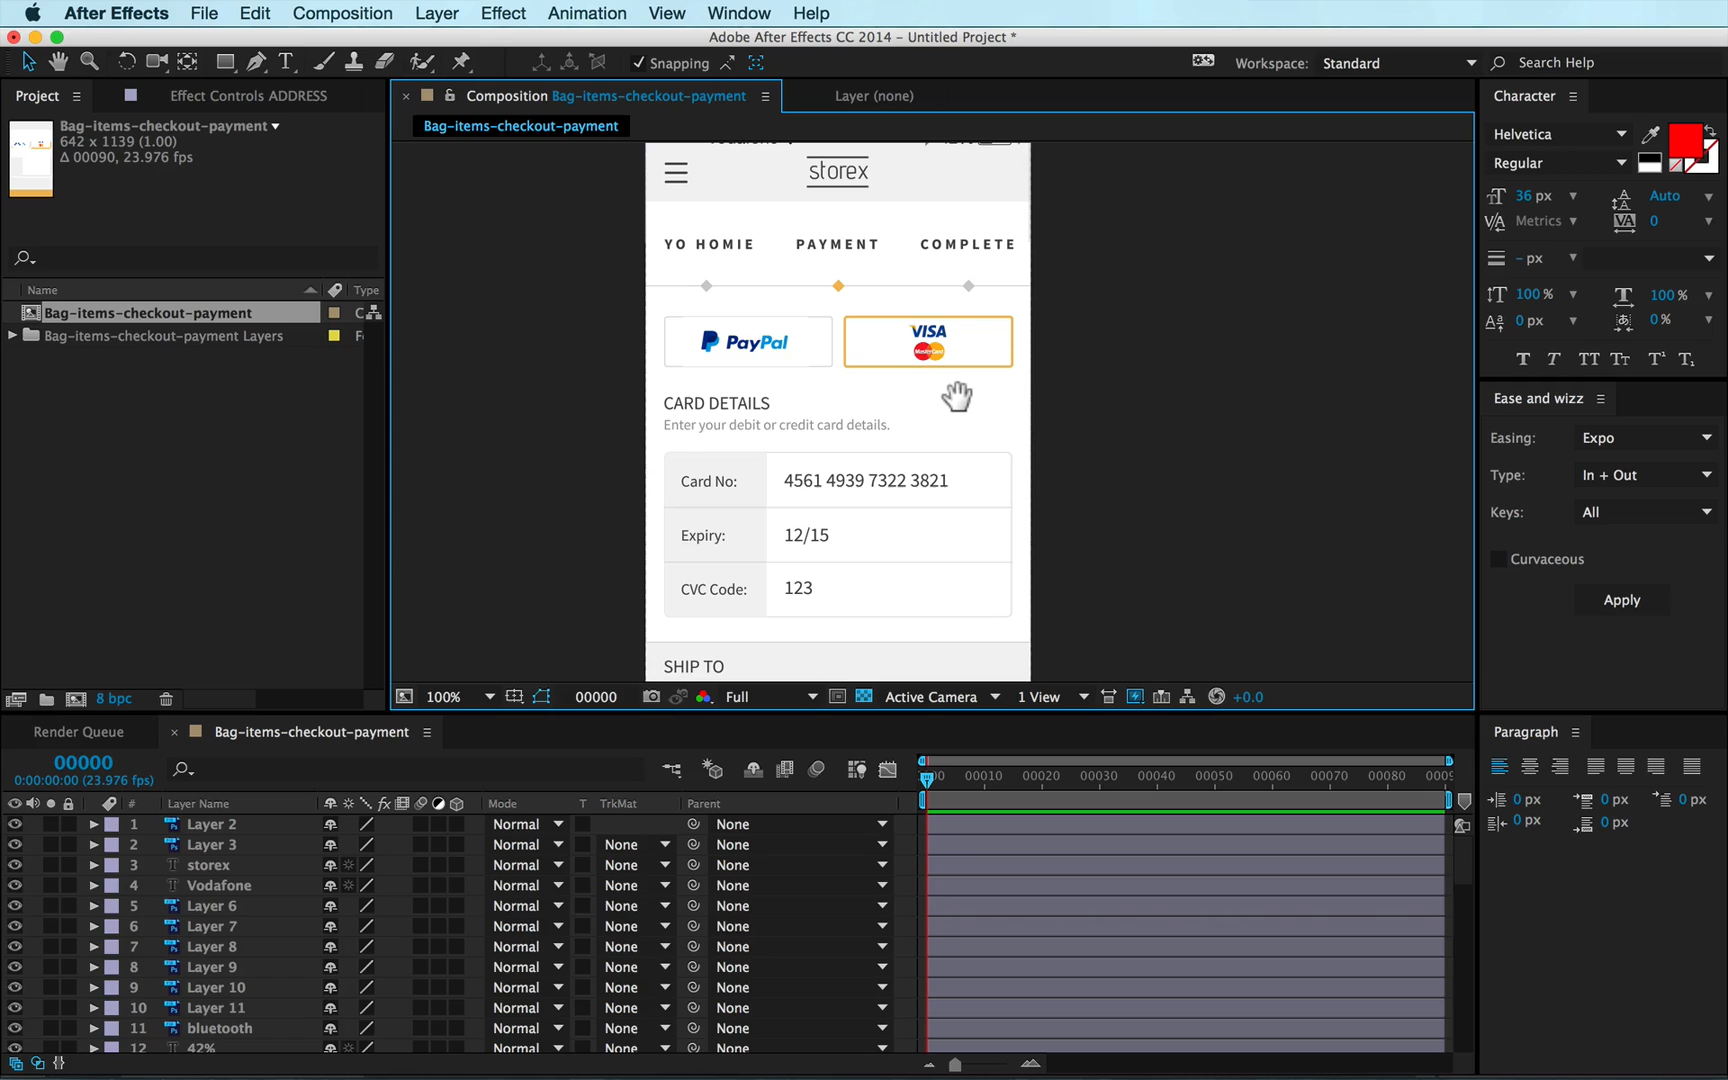 After Effects File Edit Composition Layer Effect Animation View Window Help
Adobe After Effects CC 2014 – Untitled Project *
Snapping
Workspace: Standard
Search Help
Project
Effect Controls ADDRESS
Bag-items-checkout-payment
642 x 1139 (1.00)
Δ 00090, 23.976 fps
Name Type
Bag-items-checkout-payment C
Bag-items-checkout-payment Layers F
8 bpc
Composition Bag-items-checkout-payment
Layer (none)
Bag-items-checkout-payment
storex
YO HOMIE PAYMENT COMPLETE
PayPal
VISA
MasterCard
CARD DETAILS
Enter your debit or credit card details.
Card No: 4561 4939 7322 3821
Expiry: 12/15
CVC Code: 123
SHIP TO
100% 00000 Full Active Camera 1 View +0.0
Character
Helvetica
Regular
36 px Auto
Metrics 0
– px
100 % 100 %
0 px 0 %
T T TT Tt T¹ T₁
Ease and wizz
Easing: Expo
Type: In + Out
Keys: All
Curvaceous
Apply
Render Queue
Bag-items-checkout-payment
00000
0:00:00:00 (23.976 fps)
00010 00020 00030 00040 00050 00060 00070 00080
# Layer Name fx Mode T TrkMat Parent
1 Layer 2 Normal None
2 Layer 3 Normal None None
3 T storex Normal None None
4 T Vodafone Normal None None
5 Layer 6 Normal None None
6 Layer 7 Normal None None
7 Layer 8 Normal None None
8 Layer 9 Normal None None
9 Layer 10 Normal None None
10 Layer 11 Normal None None
11 bluetooth Normal None None
12 T 42% Normal None None
Paragraph
0 px 0 px 0 px
0 px 0 px